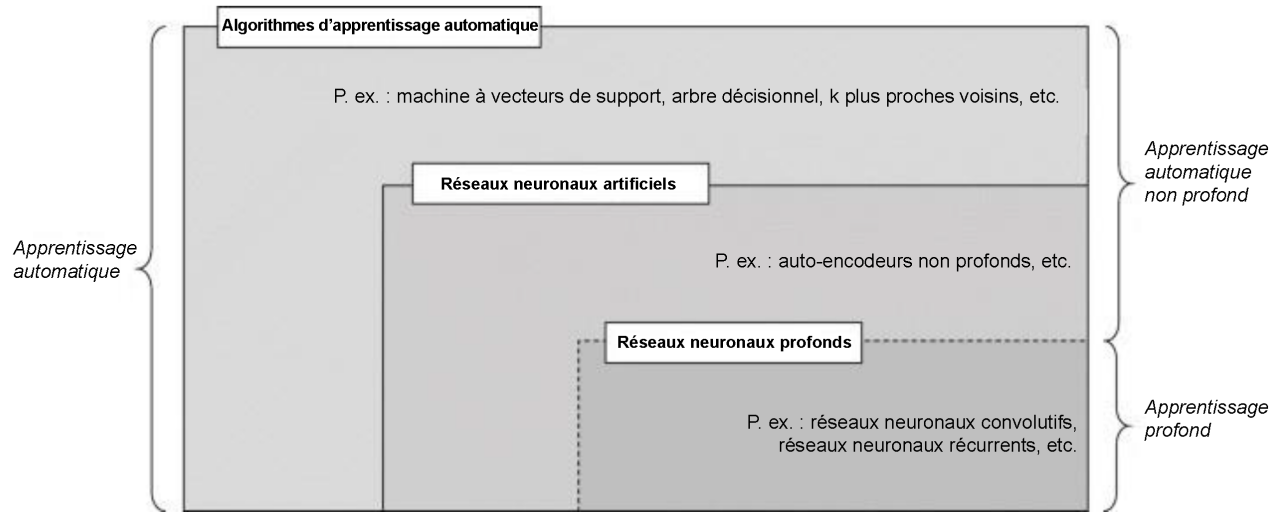 Algorithmes d'apprentissage automatique
P. ex. : machine à vecteurs de support, arbre décisionnel, k plus proches voisins, etc.
Réseaux neuronaux artificiels
Apprentissage
automatique
non profond
Apprentissage
automatique
P. ex. : auto-encodeurs non profonds, etc.
Réseaux neuronaux profonds
P. ex. : réseaux neuronaux convolutifs,
réseaux neuronaux récurrents, etc.
Apprentissage
profond